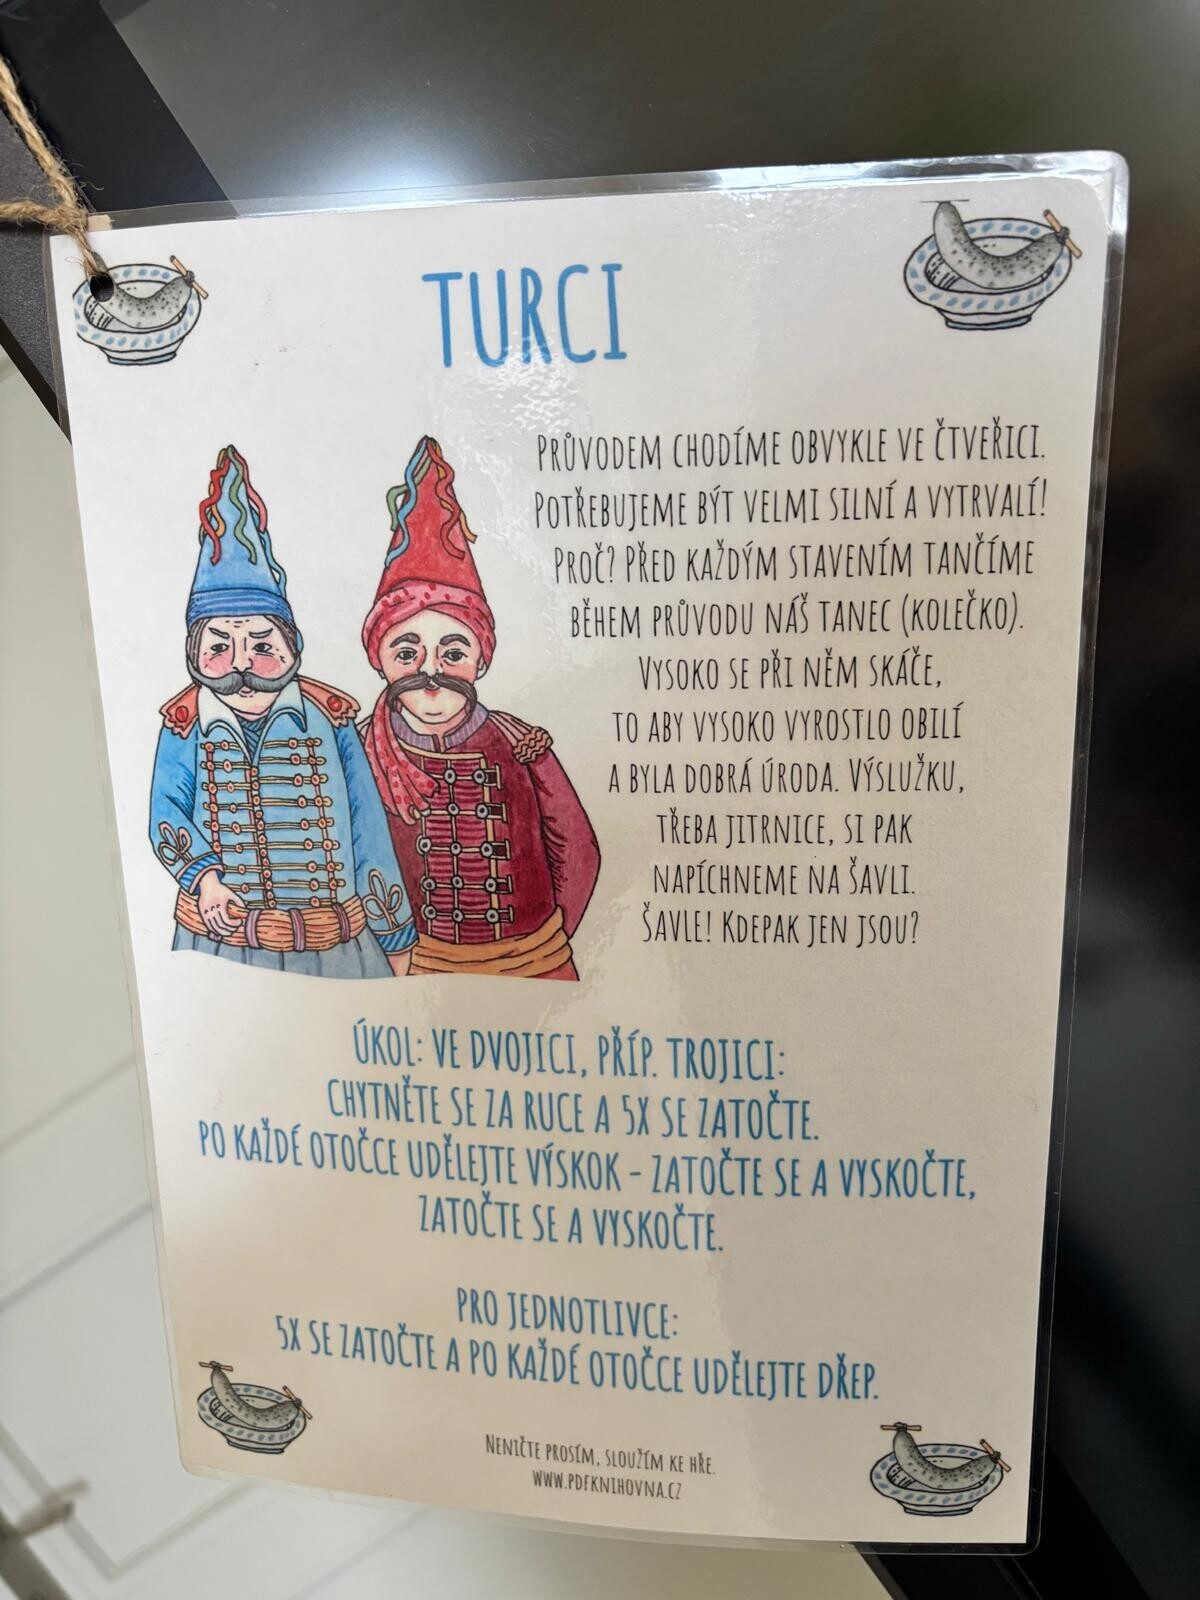 TURCI
PRŮVODEM CHODÍME OBVYKLE VE ČTVEŘICI.
POTŘEBUJEME BÝT VELMI SILNÍ A VYTRVALÍ!
PROČ? PŘED KAŽDÝM STAVENÍM TANČÍME
BĚHEM PRŮVODU NÁŠ TANEC (KOLEČKO).
VYSOKO SE PŘI NĚM SKÁČE,
TO ABY VYSOKO VYROSTLO OBILÍ
A BYLA DOBRÁ ÚRODA. VÝSLUŽKU,
TŘEBA JITRNICE, SI PAK
NAPÍCHNEME NA ŠAVLI.
ŠAVLE! KDEPAK JEN JSOU?
ÚKOL: VE DVOJICI, PŘÍP. TROJICI:
CHYTNĚTE SE ZA RUCE A 5X SE ZATOČTE.
PO KAŽDÉ OTOČCE UDĚLEJTE VÝSKOK - ZATOČTE SE A VYSKOČTE,
ZATOČTE SE A VYSKOČTE.
PRO JEDNOTLIVCE:
5X SE ZATOČTE A PO KAŽDÉ OTOČCE UDĚLEJTE DŘEP.
NENIČTE PROSÍM, SLOUŽÍM KE HŘE.
WWW.PDFKNIHOVNA.CZ